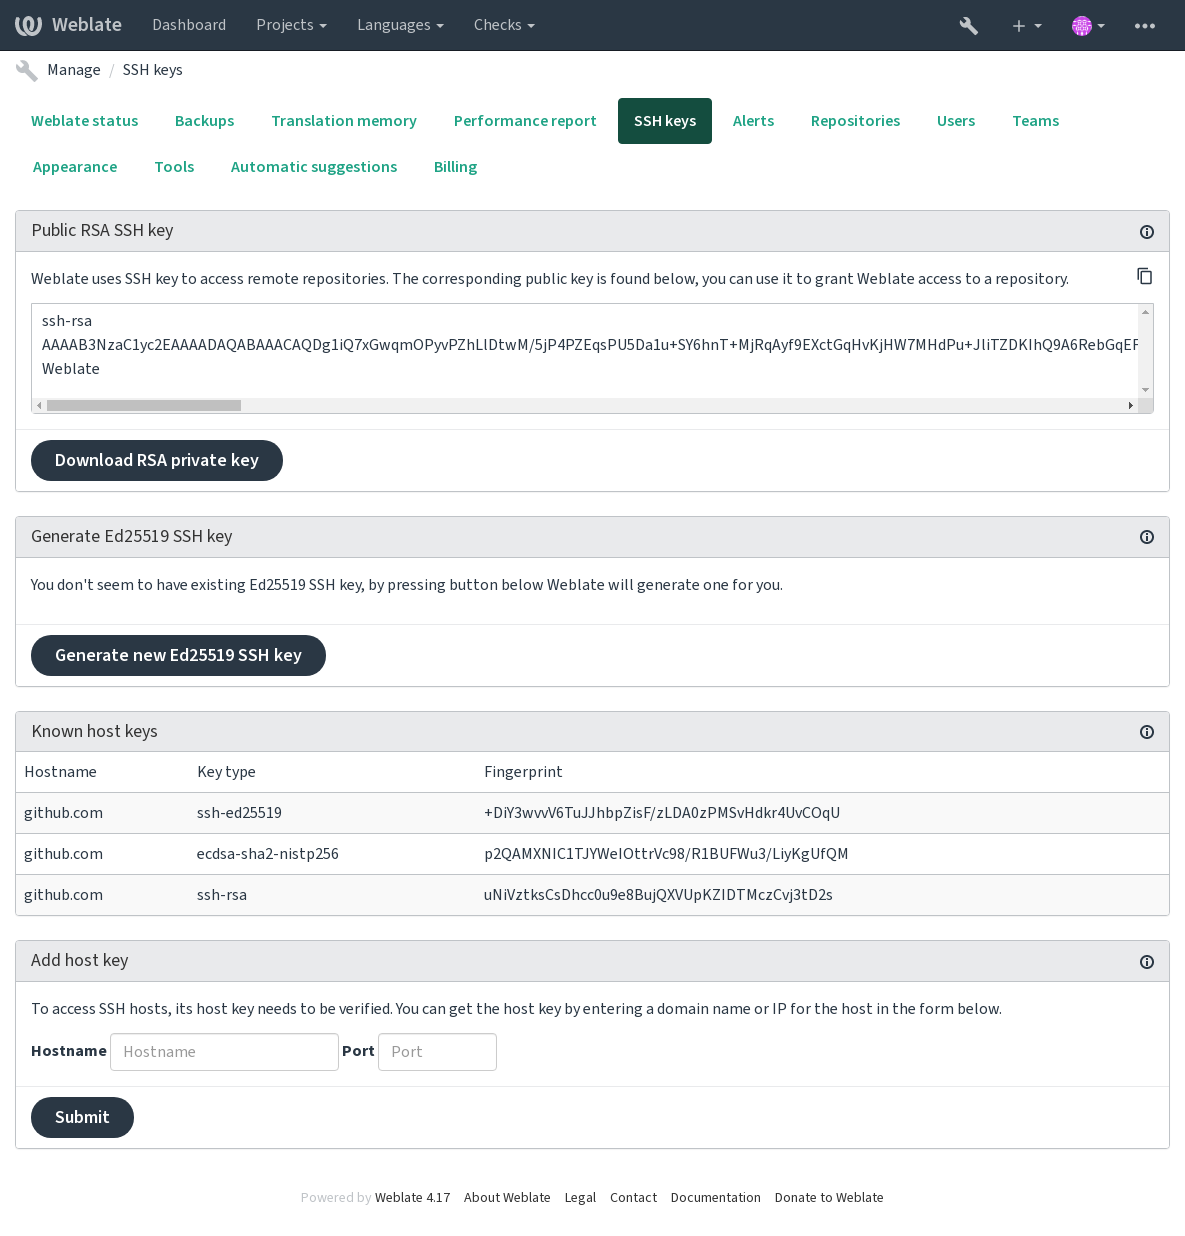 Weblate Dashboard Projects Languages Checks
Manage / SSH keys
Weblate status Backups Translation memory Performance report SSH keys Alerts Repositories Users Teams
Appearance Tools Automatic suggestions Billing
Public RSA SSH key
Weblate uses SSH key to access remote repositories. The corresponding public key is found below, you can use it to grant Weblate access to a repository.
ssh-rsa
AAAAB3NzaC1yc2EAAAADAQABAAACAQDg1iQ7xGwqmOPyvPZhLlDtwM/5jP4PZEqsPU5Da1u+SY6hnT+MjRqAyf9EXctGqHvKjHW7MHdPu+JliTZDKIhQ9A6RebGqEF
Weblate
Download RSA private key
Generate Ed25519 SSH key
You don't seem to have existing Ed25519 SSH key, by pressing button below Weblate will generate one for you.
Generate new Ed25519 SSH key
Known host keys
Hostname Key type Fingerprint
github.com ssh-ed25519 +DiY3wvvV6TuJJhbpZisF/zLDA0zPMSvHdkr4UvCOqU
github.com ecdsa-sha2-nistp256 p2QAMXNIC1TJYWeIOttrVc98/R1BUFWu3/LiyKgUfQM
github.com ssh-rsa uNiVztksCsDhcc0u9e8BujQXVUpKZIDTMczCvj3tD2s
Add host key
To access SSH hosts, its host key needs to be verified. You can get the host key by entering a domain name or IP for the host in the form below.
Hostname Hostname Port Port
Submit
Powered by Weblate 4.17 About Weblate Legal Contact Documentation Donate to Weblate